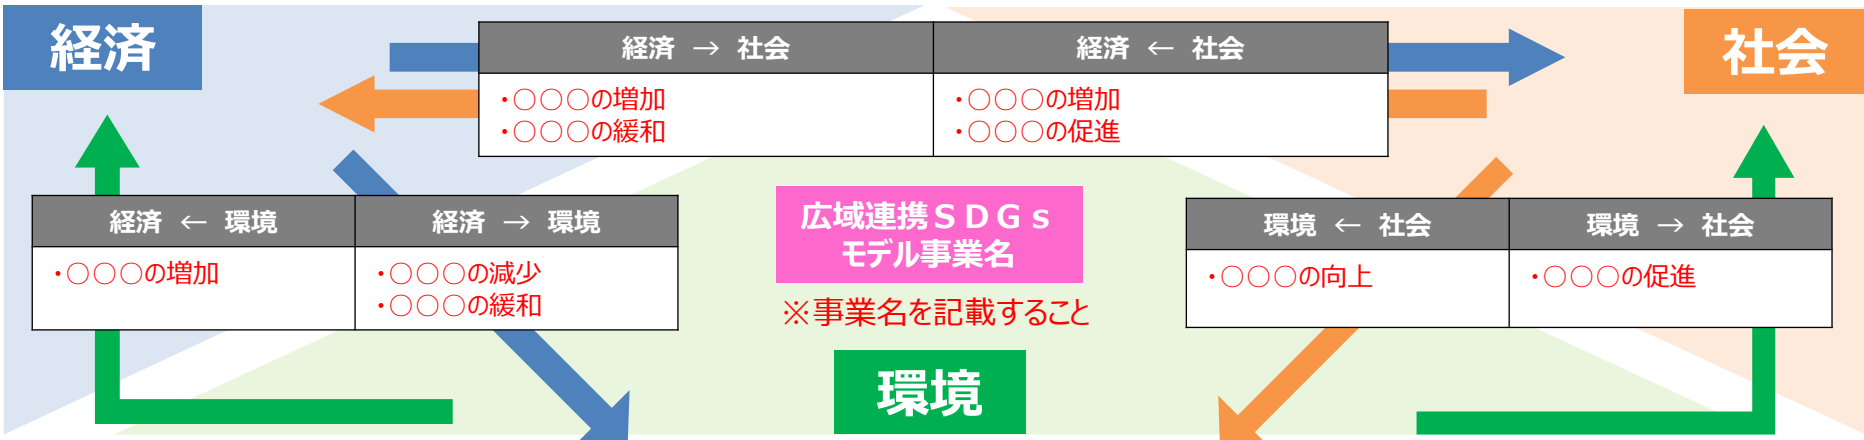 経済
経済 → 社会
経済 ← 社会
社会
・○○○の増加
・○○○の緩和
・○○○の増加
・○○○の促進
経済 ← 環境
経済 → 環境
・○○○の増加
・○○○の減少
・○○○の緩和
広域連携ＳＤＧｓ
モデル事業名
※事業名を記載すること
環境 ← 社会
環境 → 社会
・○○○の向上
・○○○の促進
環境